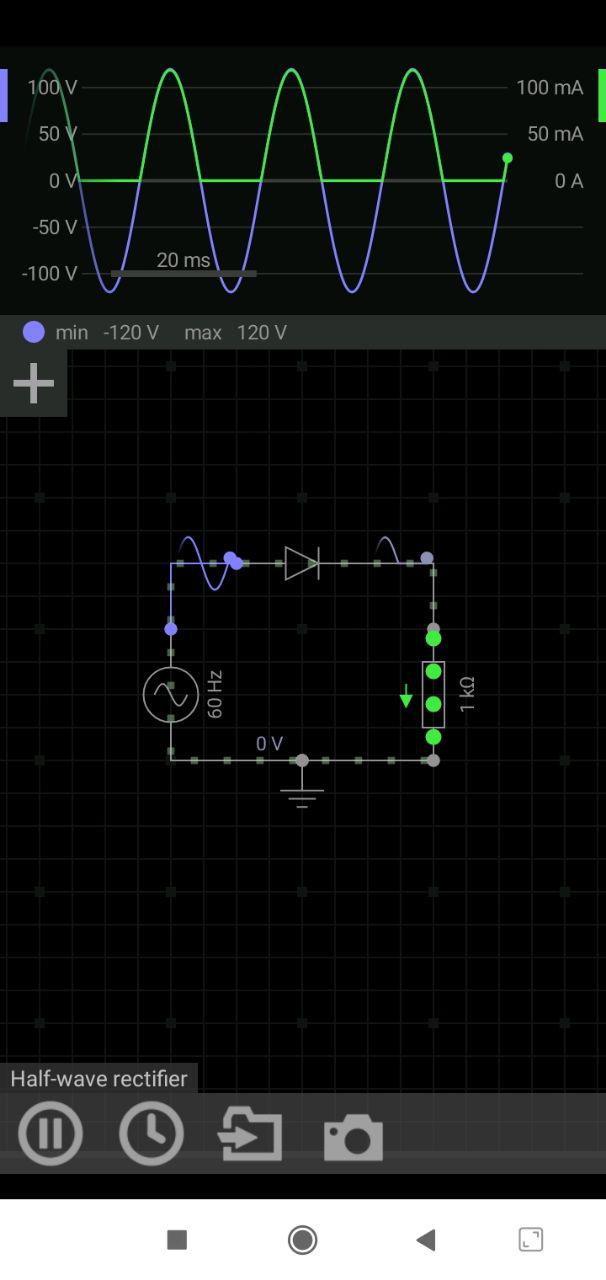 100 V 100 mA
50 V 50 mA
0 V 0 A
-50 V
20 ms
-100 V
min -120 V max 120 V
60 Hz
1 kΩ
0 V
Half-wave rectifier